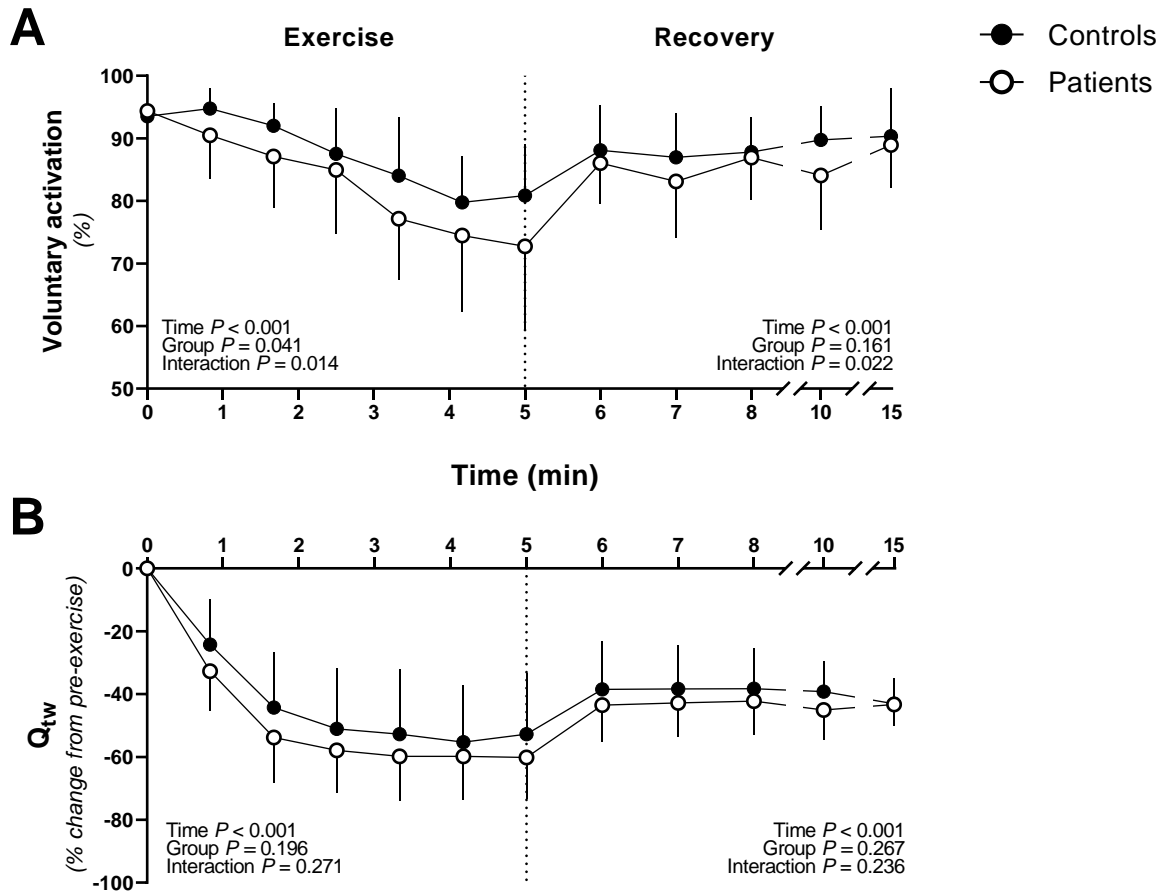 A
Exercise
Recovery
Controls
Patients
Voluntary activation
(%)
100
90
80
70
60
50
Time P < 0.001
Group P = 0.041
Interaction P = 0.014
Time P < 0.001
Group P = 0.161
Interaction P = 0.022
0 1 2 3 4 5 6 7 8 10 15
Time (min)
B
0 1 2 3 4 5 6 7 8 10 15
Qtw
(% change from pre-exercise)
0
-20
-40
-60
-80
-100
Time P < 0.001
Group P = 0.196
Interaction P = 0.271
Time P < 0.001
Group P = 0.267
Interaction P = 0.236